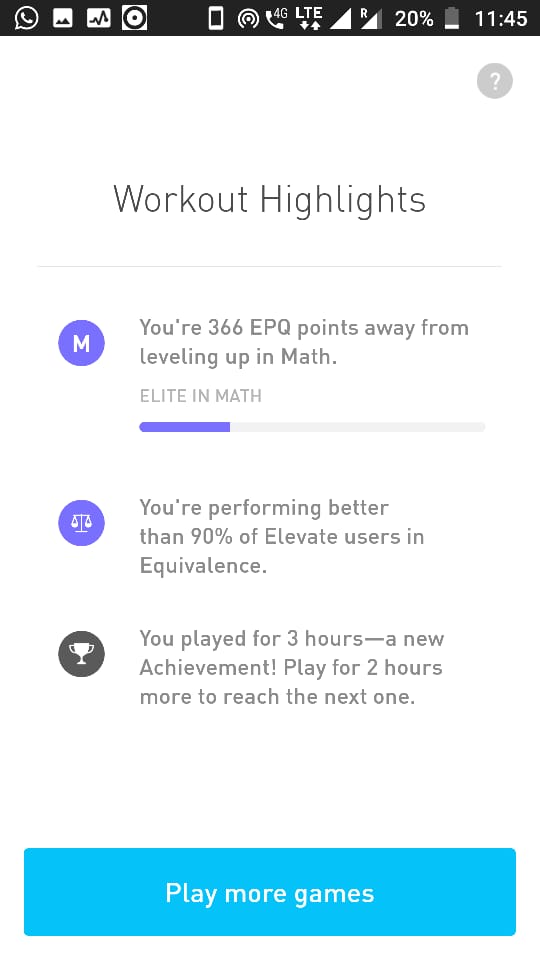 4G LTE R 20% 11:45
?
Workout Highlights
M
You're 366 EPQ points away from
leveling up in Math.
ELITE IN MATH
You're performing better
than 90% of Elevate users in
Equivalence.
You played for 3 hours—a new
Achievement! Play for 2 hours
more to reach the next one.
Play more games